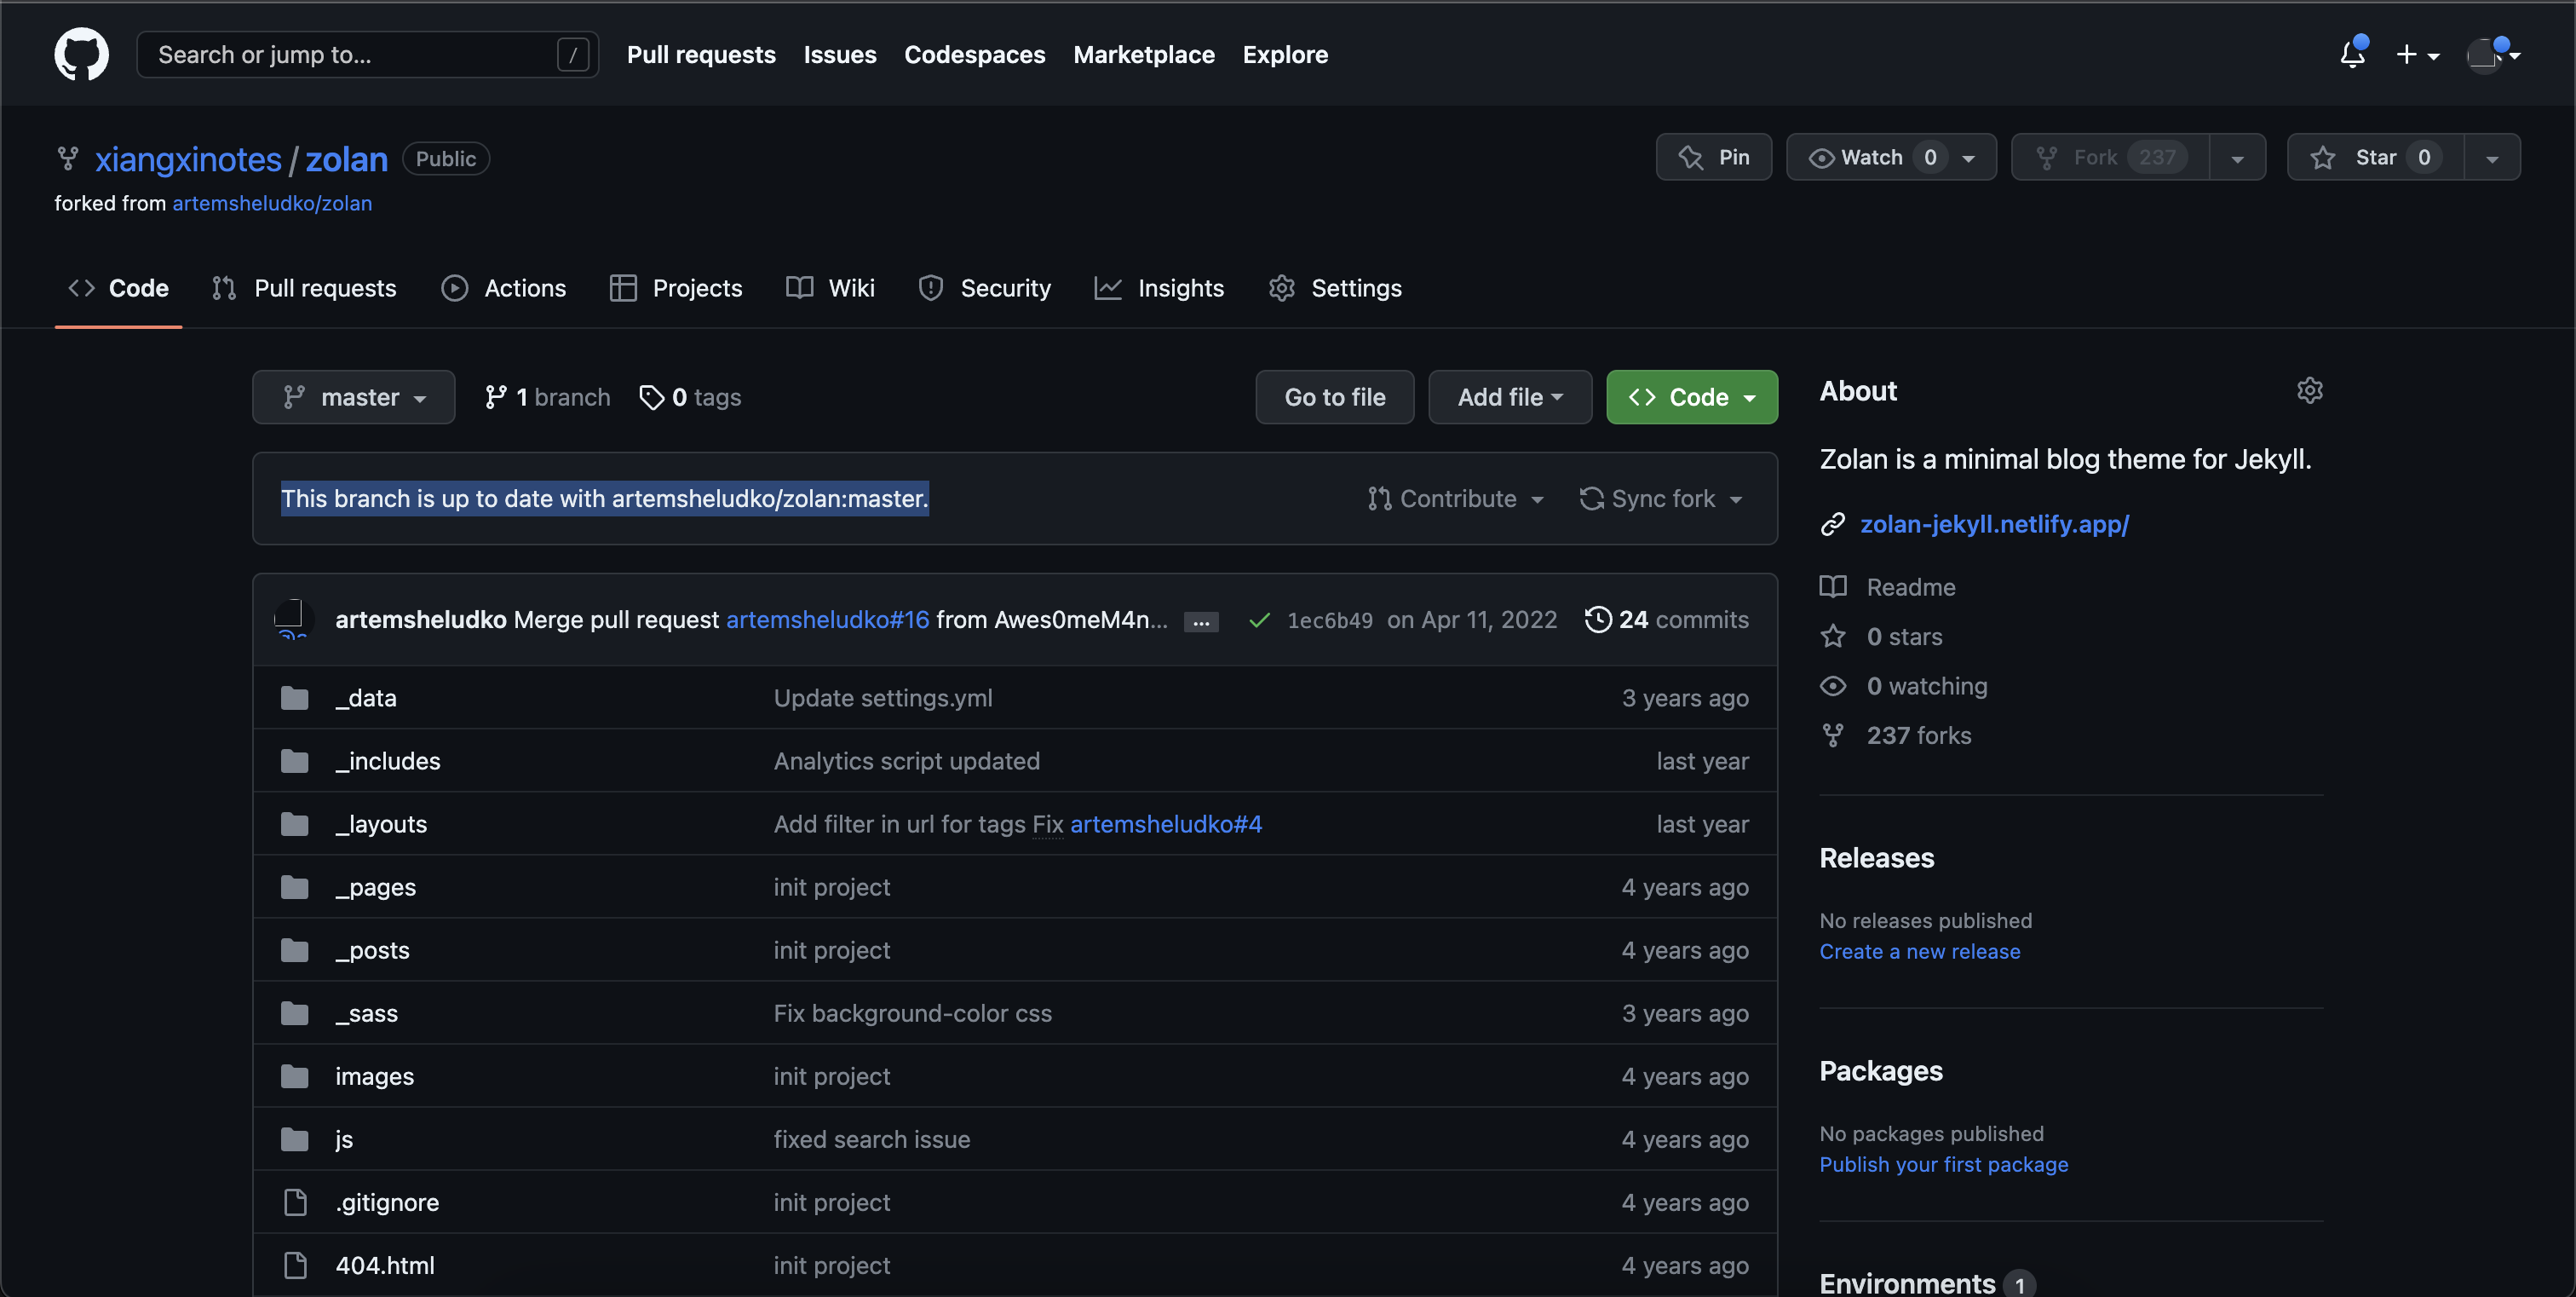 Search or jump to... /
Pull requests Issues Codespaces Marketplace Explore
xiangxinotes / zolan Public
Pin Watch 0 Fork 237 Star 0
forked from artemsheludko/zolan
Code Pull requests Actions Projects Wiki Security Insights Settings
master 1 branch 0 tags Go to file Add file Code
This branch is up to date with artemsheludko/zolan:master. Contribute Sync fork
artemsheludko Merge pull request artemsheludko#16 from Awes0meM4n... ... 1ec6b49 on Apr 11, 2022 24 commits
_data Update settings.yml 3 years ago
_includes Analytics script updated last year
_layouts Add filter in url for tags Fix artemsheludko#4 last year
_pages init project 4 years ago
_posts init project 4 years ago
_sass Fix background-color css 3 years ago
images init project 4 years ago
js fixed search issue 4 years ago
.gitignore init project 4 years ago
404.html init project 4 years ago
About
Zolan is a minimal blog theme for Jekyll.
zolan-jekyll.netlify.app/
Readme
0 stars
0 watching
237 forks
Releases
No releases published
Create a new release
Packages
No packages published
Publish your first package
Environments 1